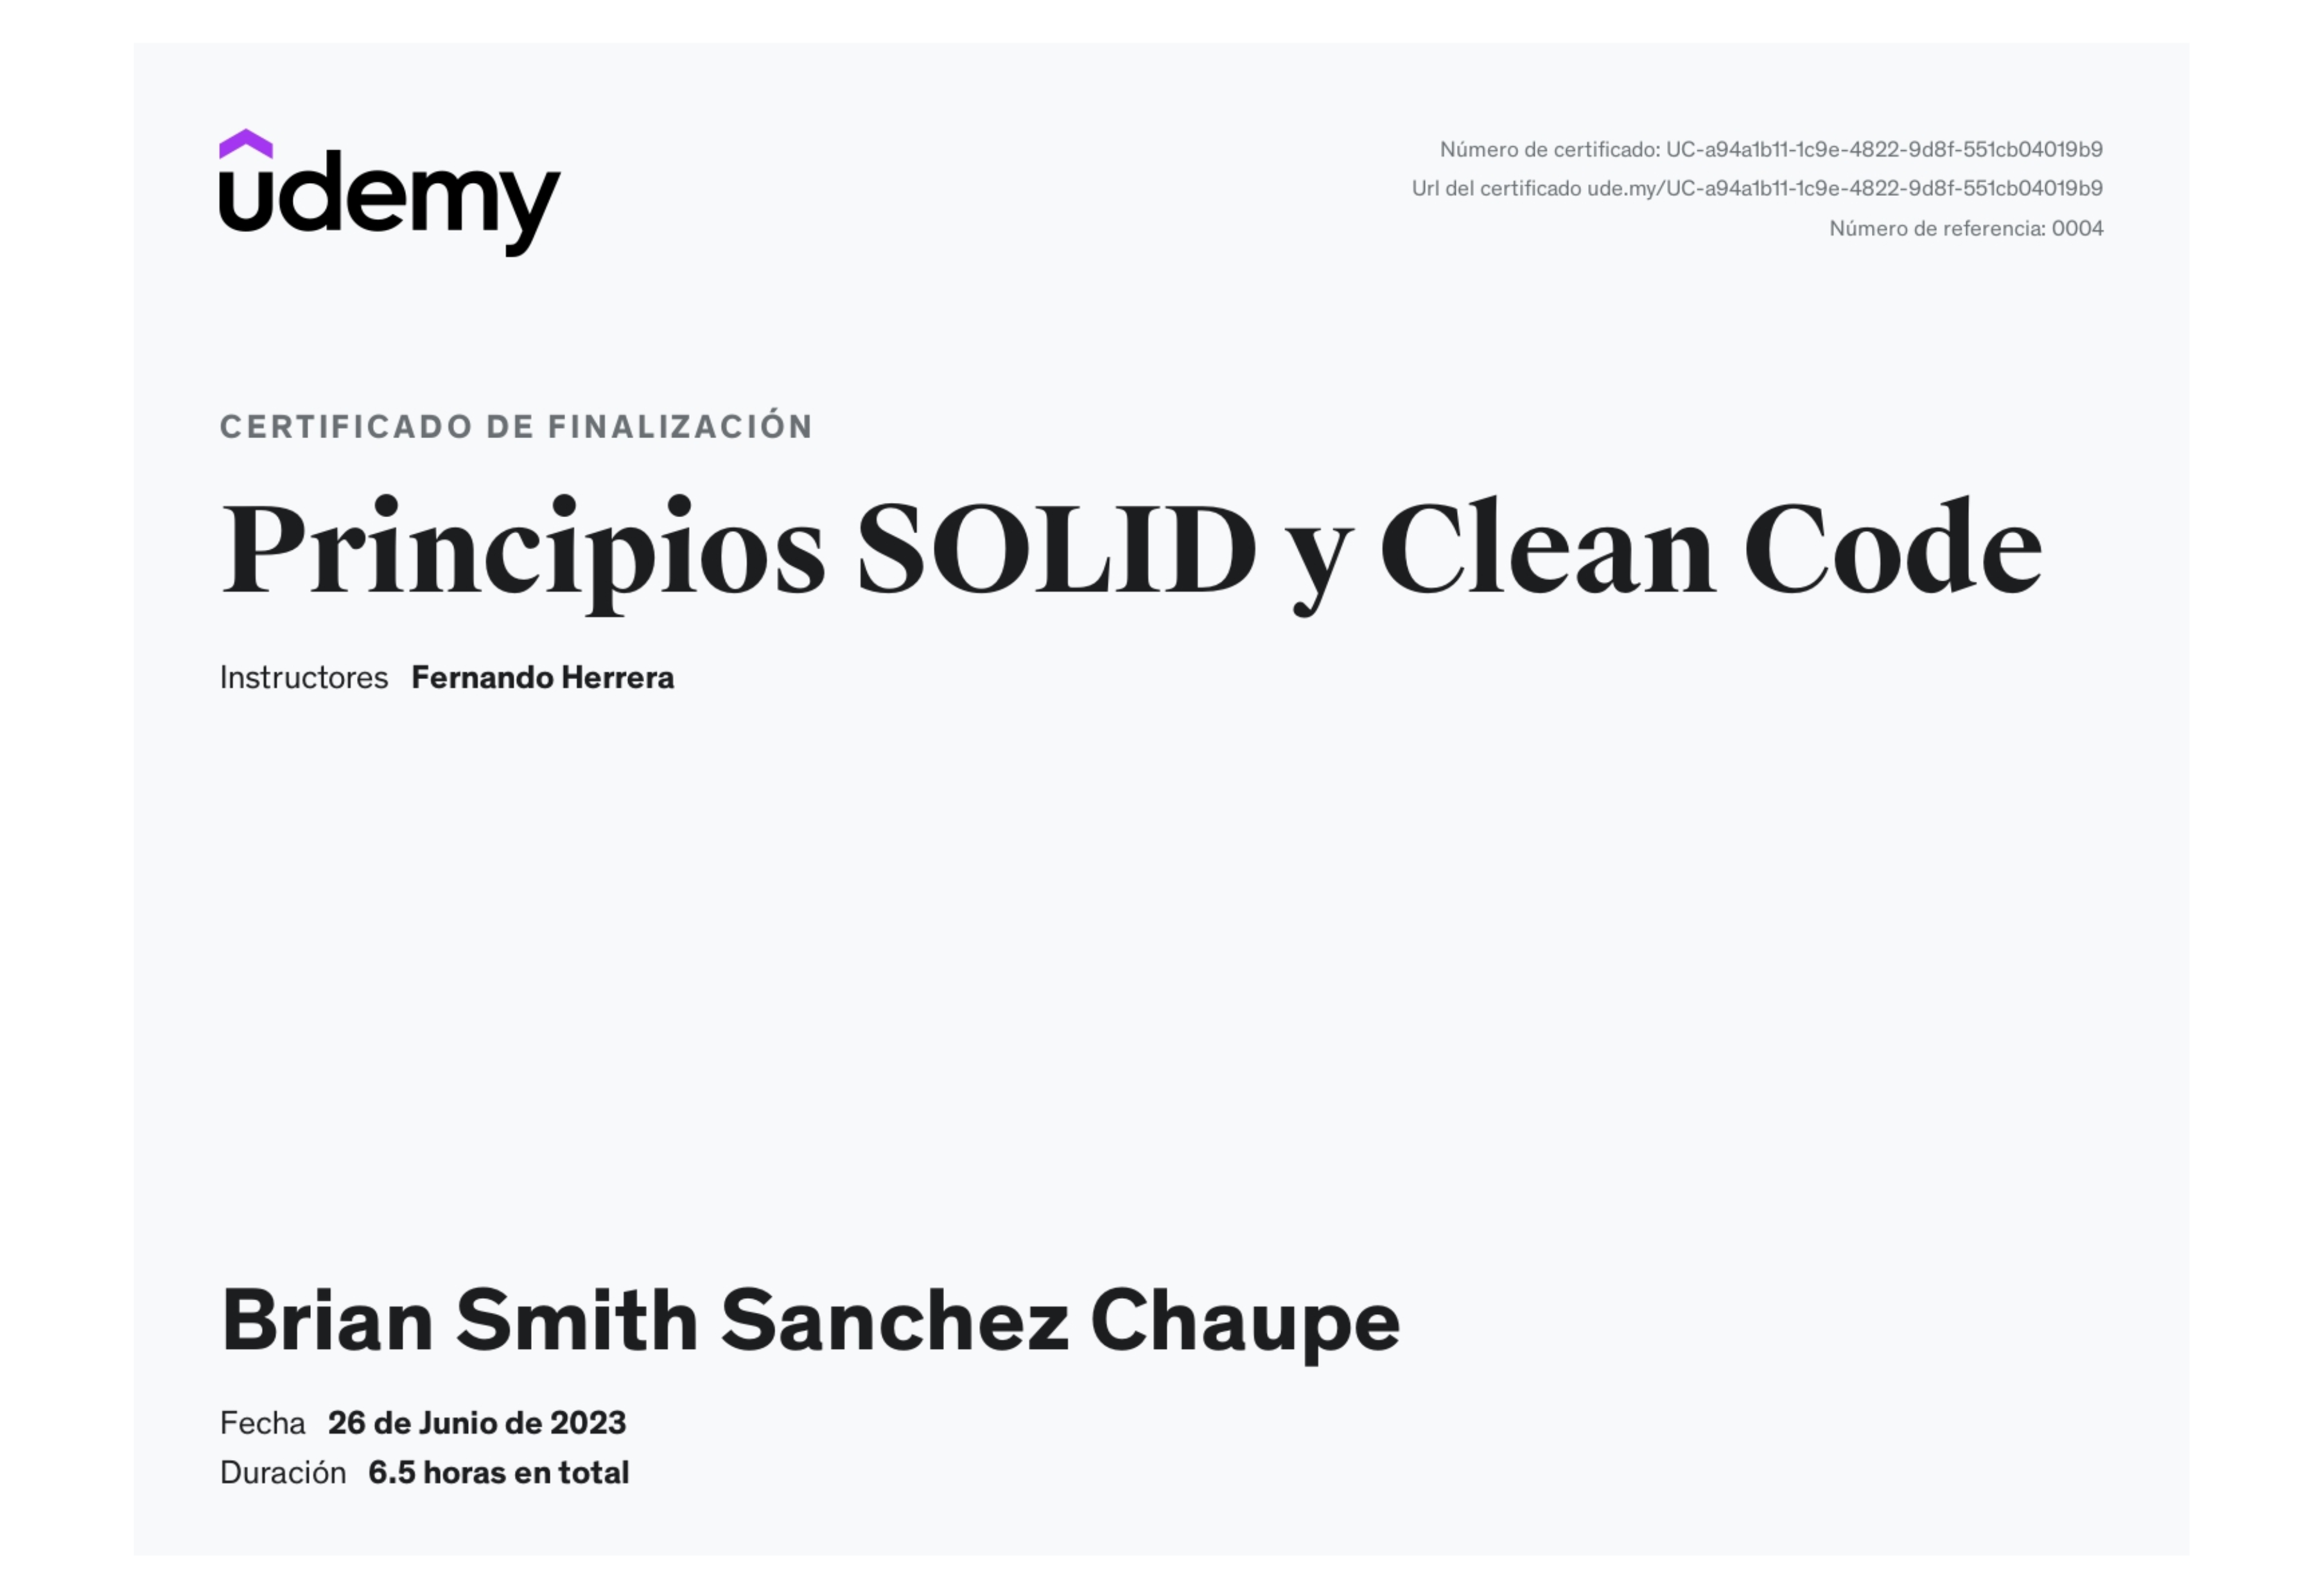 udemy
Número de certificado: UC-a94a1b11-1c9e-4822-9d8f-551cb04019b9
Url del certificado ude.my/UC-a94a1b11-1c9e-4822-9d8f-551cb04019b9
Número de referencia: 0004
CERTIFICADO DE FINALIZACIÓN
Principios SOLID y Clean Code
Instructores Fernando Herrera
Brian Smith Sanchez Chaupe
Fecha 26 de Junio de 2023
Duración 6.5 horas en total